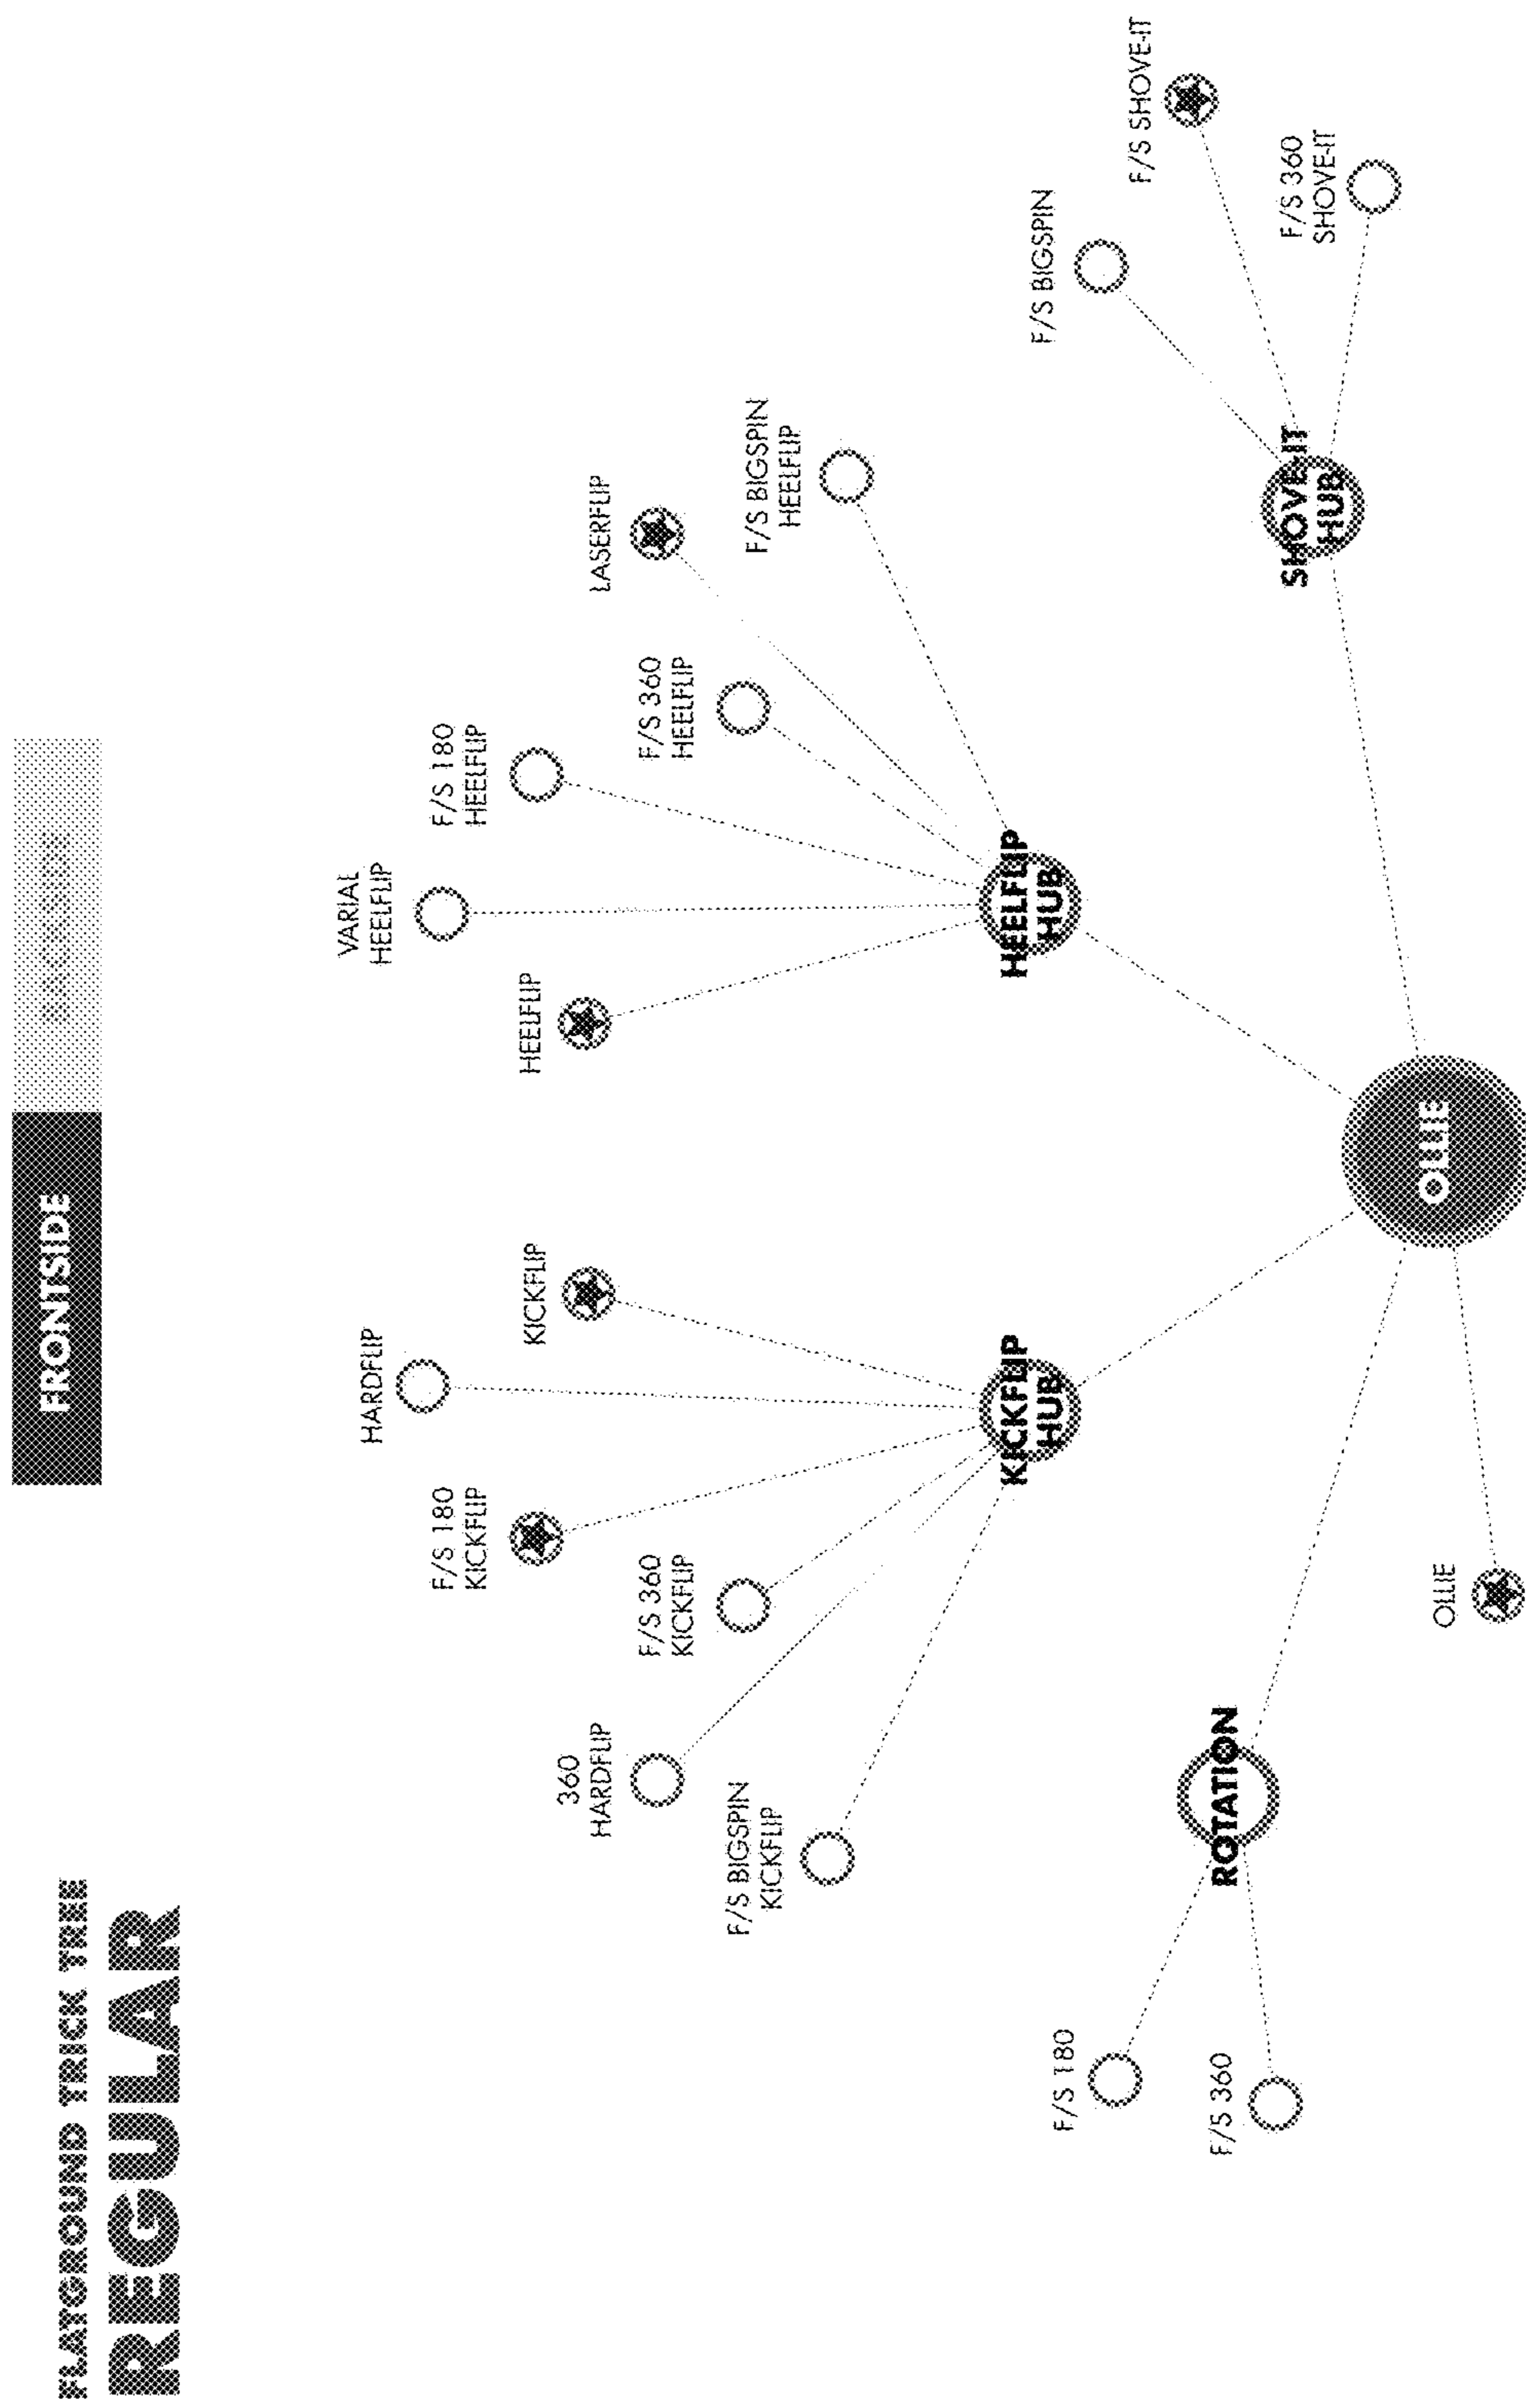 FLATGROUND TRICK TREE
REGULAR
FRONTSIDE
VARIAL
HEELFLIP
HARDFLIP
F/S 180
KICKFLIP
F/S 180
HEELFLIP
KICKFLIP
HEELFLIP
360
HARDFLIP
LASERFLIP
F/S 360
KICKFLIP
F/S 360
HEELFLIP
F/S BIGSPIN
KICKFLIP
F/S BIGSPIN
HEELFLIP
KICKFLIP
HUB
HEELFLIP
HUB
F/S BIGSPIN
F/S 180
F/S SHOVE-IT
F/S 360
ROTATION
F/S 360
SHOVE-IT
SHOVE-IT
HUB
OLLIE
OLLIE